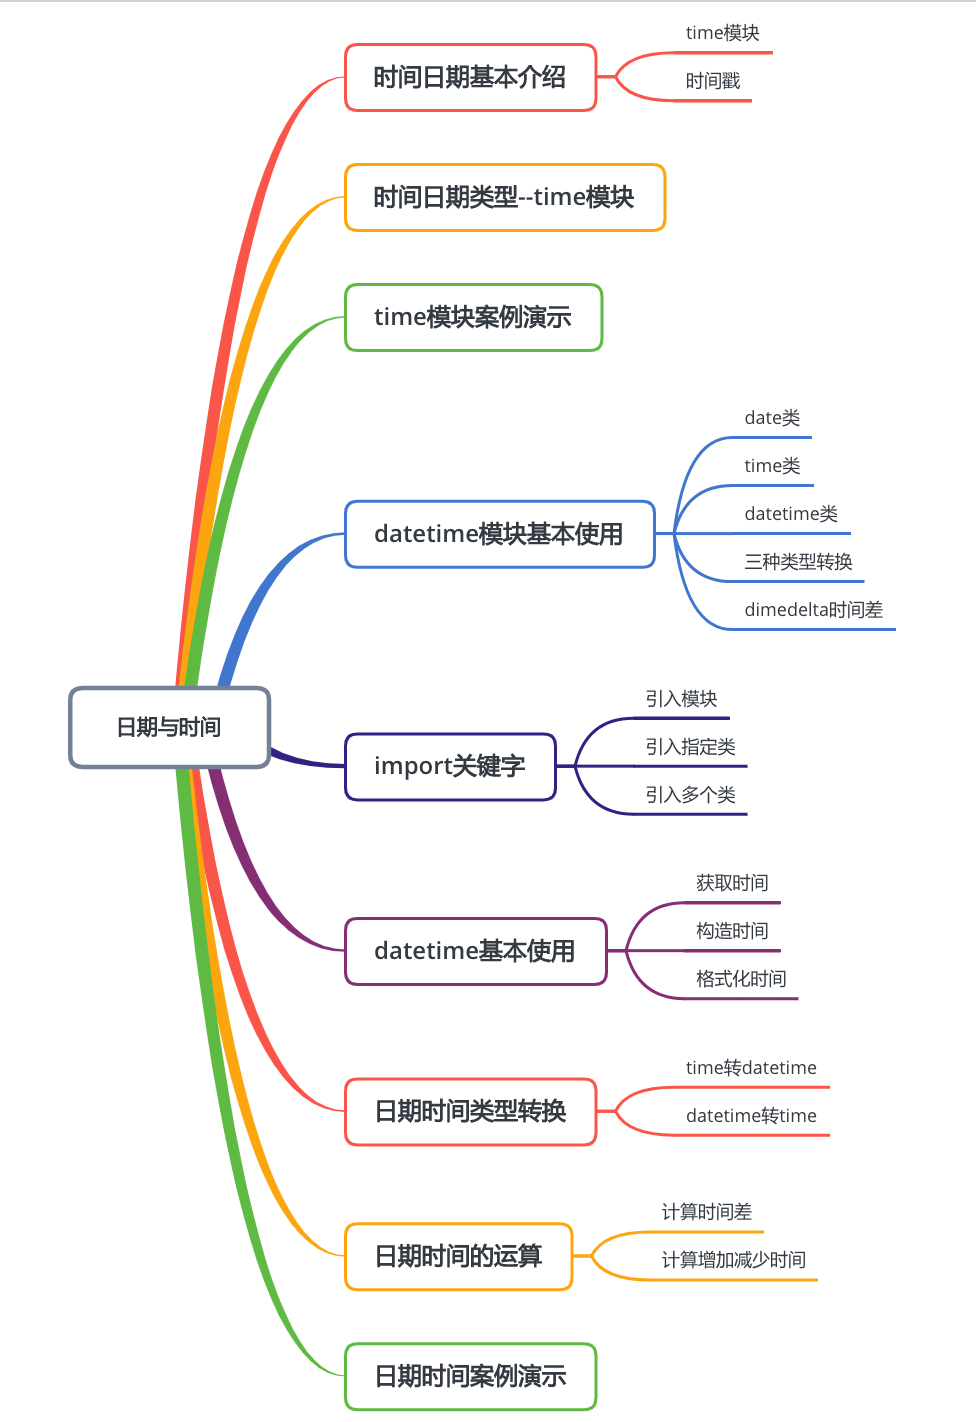 日期与时间
时间日期基本介绍
time模块
时间戳
时间日期类型--time模块
time模块案例演示
datetime模块基本使用
date类
time类
datetime类
三种类型转换
dimedelta时间差
import关键字
引入模块
引入指定类
引入多个类
datetime基本使用
获取时间
构造时间
格式化时间
日期时间类型转换
time转datetime
datetime转time
日期时间的运算
计算时间差
计算增加减少时间
日期时间案例演示